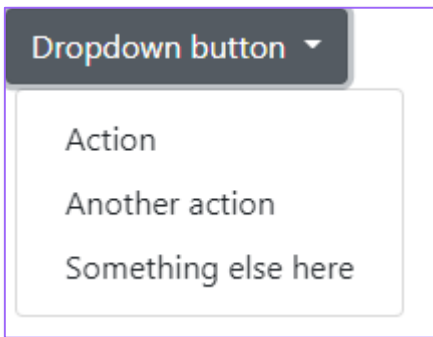 Dropdown button
Action
Another action
Something else here